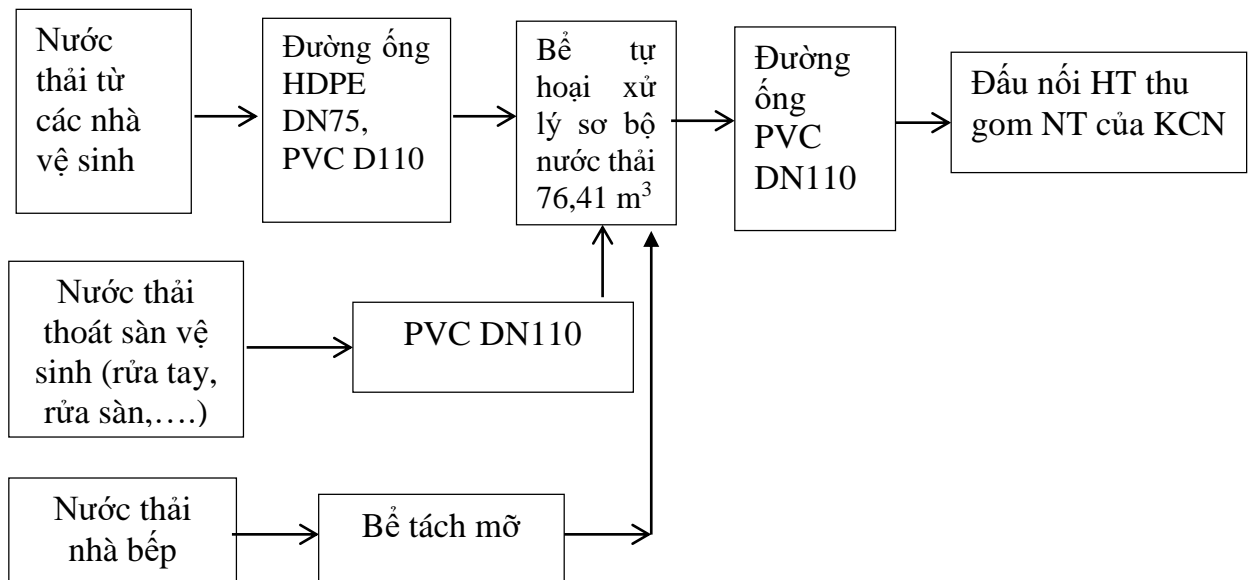 Nước
thải từ
các nhà
vệ sinh
Đường ống
HDPE
DN75,
PVC D110
Bể tự
hoại xử
lý sơ bộ
nước thải
76,41 m³
Đường
ống
PVC
DN110
Đấu nối HT thu
gom NT của KCN
Nước thải
thoát sàn vệ
sinh (rửa tay,
rửa sàn,....)
PVC DN110
Nước thải
nhà bếp
Bể tách mỡ